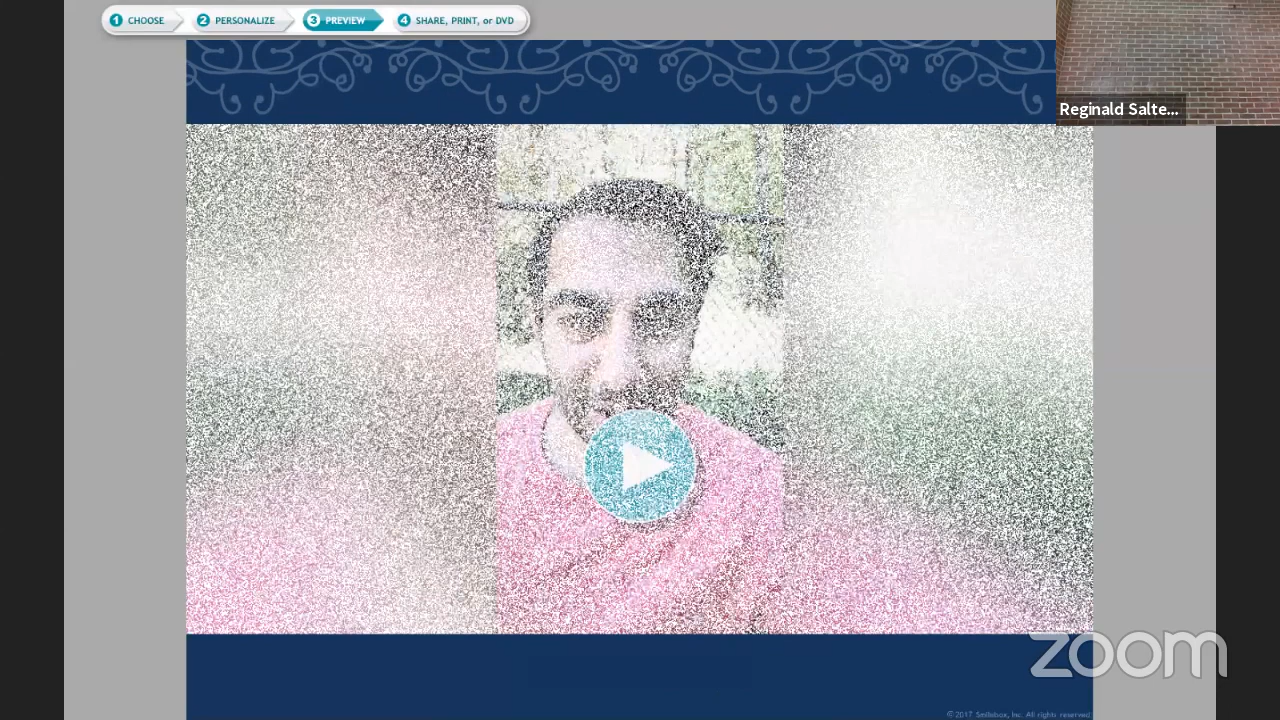 1 CHOOSE
2 PERSONALIZE
3 PREVIEW
4 SHARE, PRINT, or DVD
Reginald Salte...
zoom
© 2017 Smilebox, Inc. All rights reserved